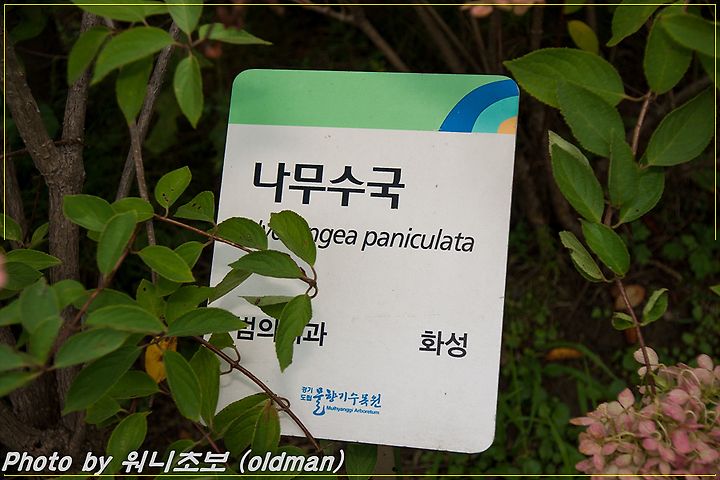 나무수국
paniculata
화성
경기
도립 물향기수목원
Mulhyanggi Arboretum
Photo by 워니초보 (oldman)